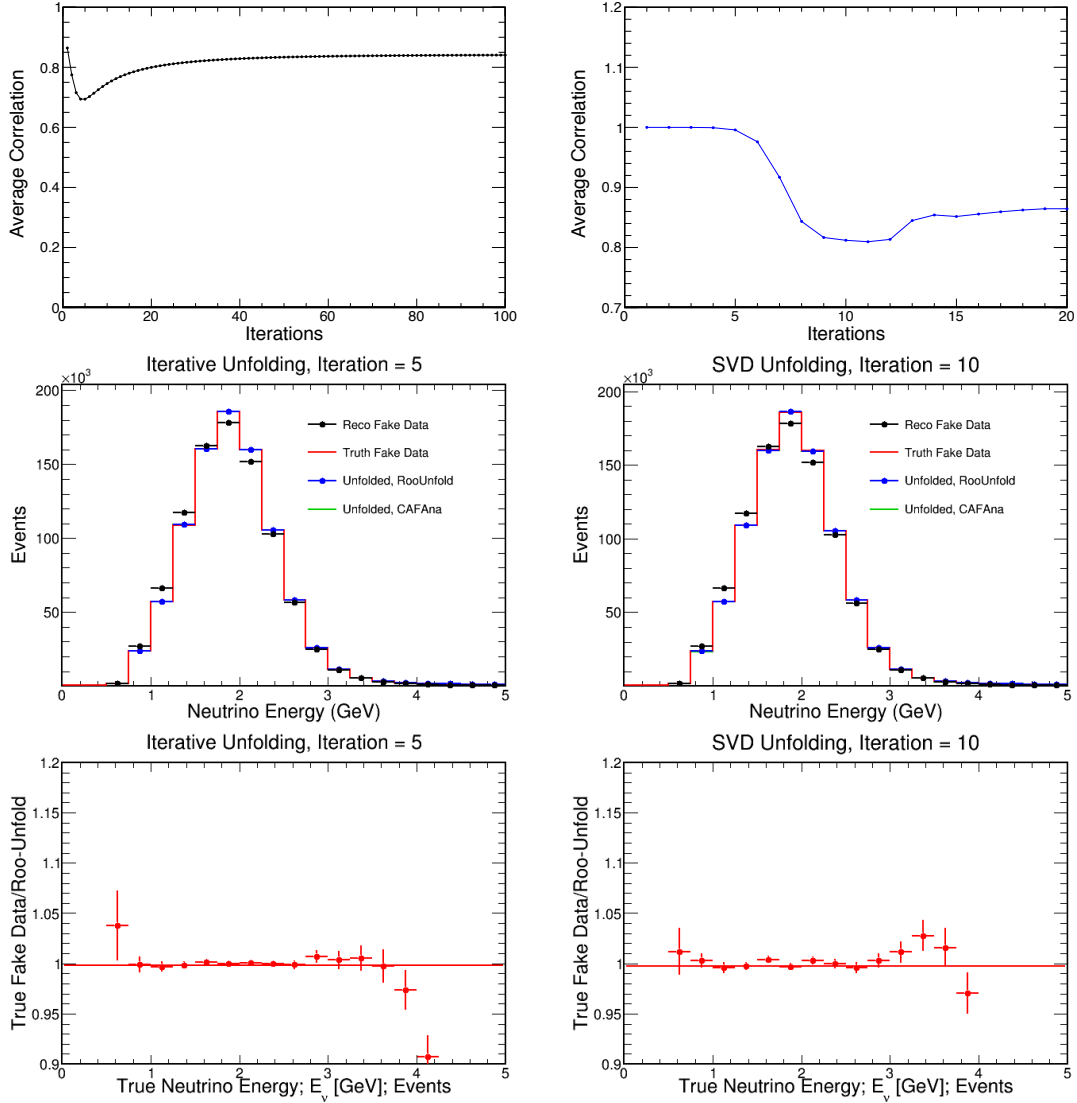 1
0.8
0.6
0.4
0.2
0
Average Correlation
0 20 40 60 80 100
Iterations
1.2
1.1
1
0.9
0.8
0.7
Average Correlation
0 5 10 15 20
Iterations
Iterative Unfolding, Iteration = 5
×10³
200
150
100
50
Events
Reco Fake Data
Truth Fake Data
Unfolded, RooUnfold
Unfolded, CAFAna
0 1 2 3 4 5
Neutrino Energy (GeV)
SVD Unfolding, Iteration = 10
×10³
200
150
100
50
Events
Reco Fake Data
Truth Fake Data
Unfolded, RooUnfold
Unfolded, CAFAna
0 1 2 3 4 5
Neutrino Energy (GeV)
Iterative Unfolding, Iteration = 5
1.2
1.15
1.1
1.05
1
0.95
0.9
True Fake Data/Roo-Unfold
0 1 2 3 4 5
True Neutrino Energy; E_ν [GeV]; Events
SVD Unfolding, Iteration = 10
1.2
1.15
1.1
1.05
1
0.95
0.9
True Fake Data/Roo-Unfold
0 1 2 3 4 5
True Neutrino Energy; E_ν [GeV]; Events